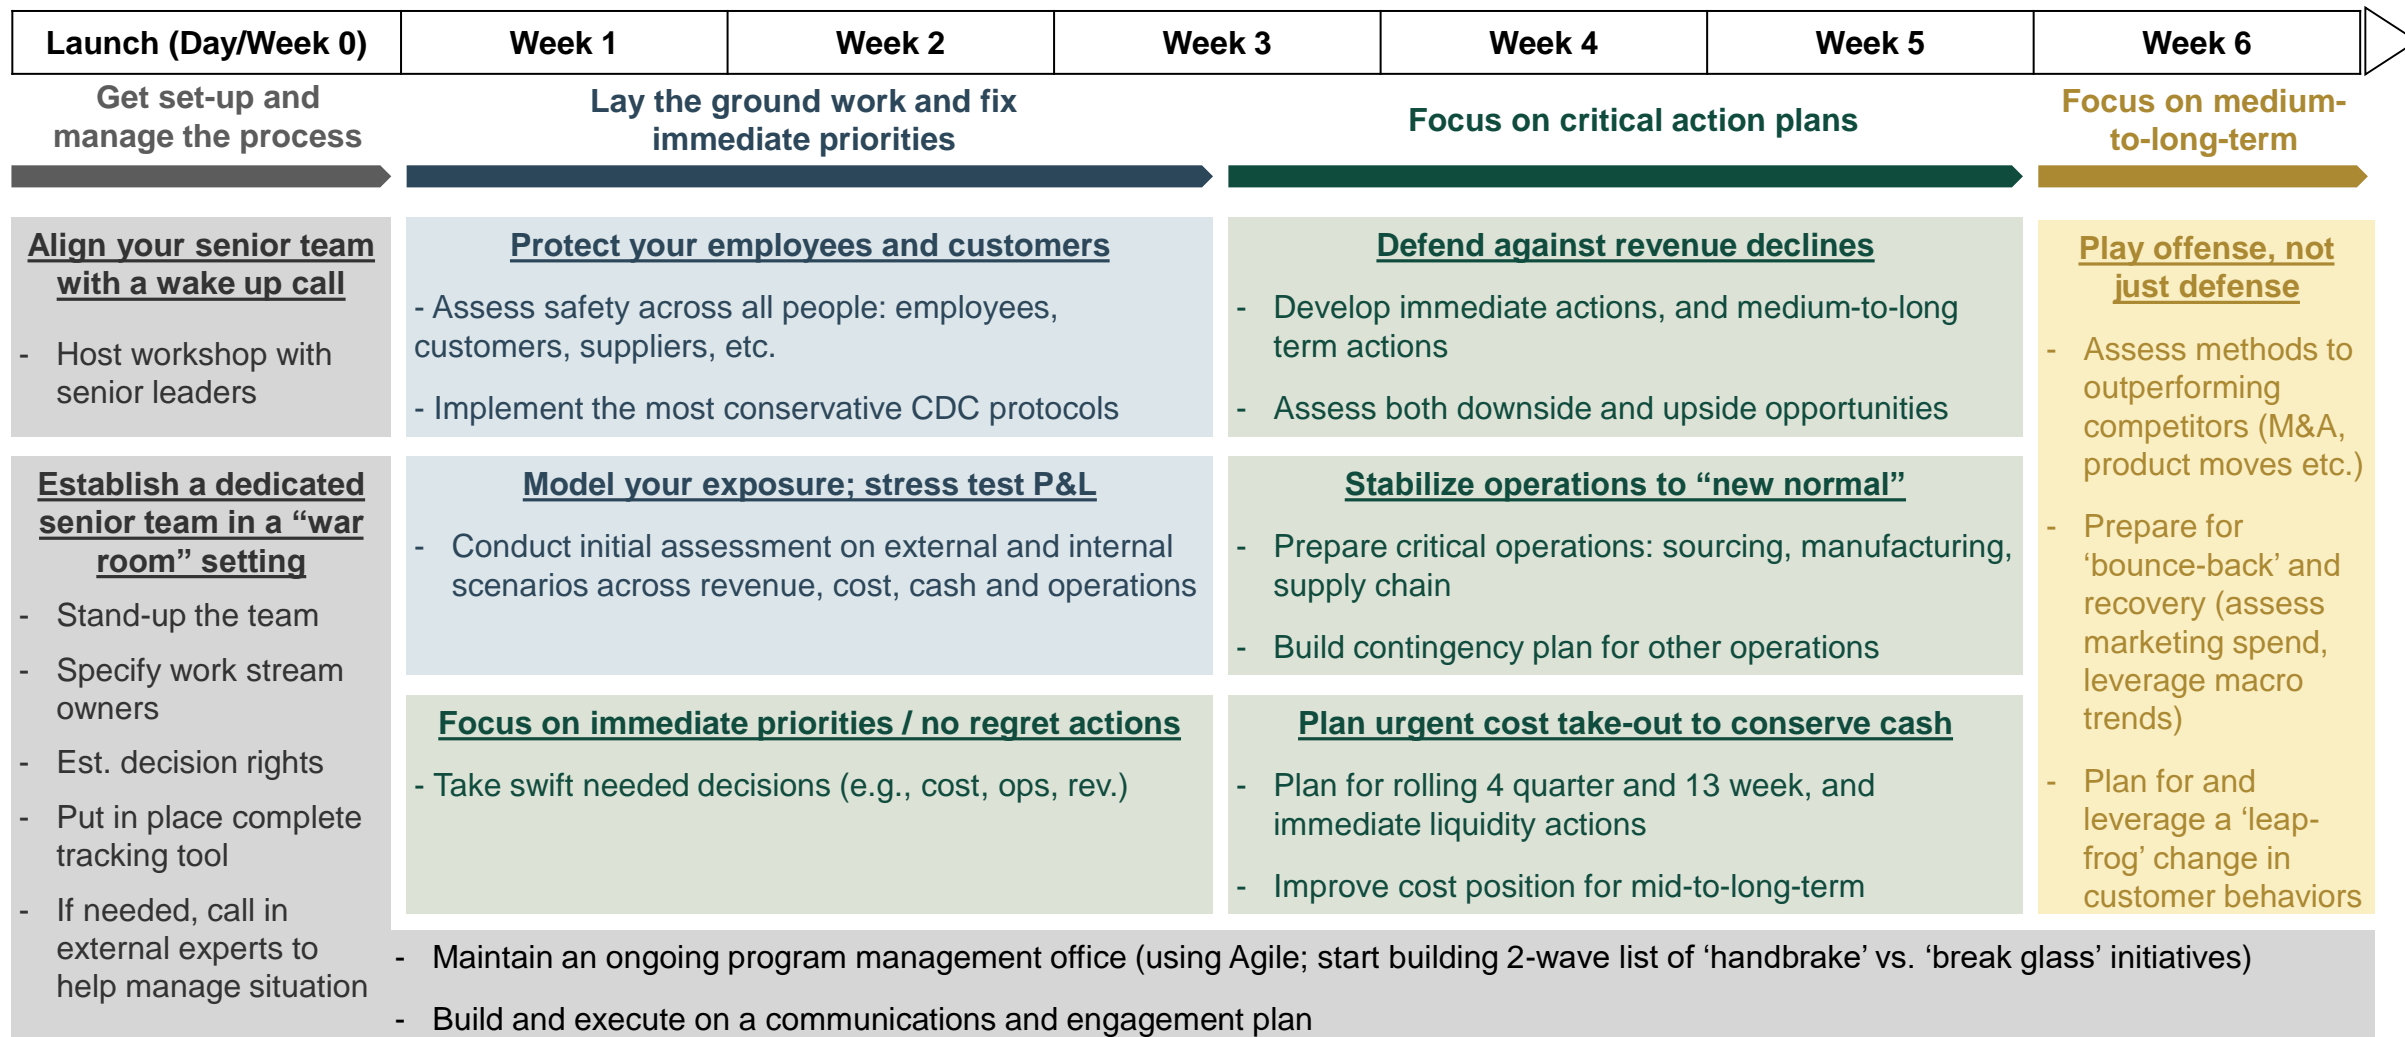 Launch (Day/Week 0)
Week 1
Week 2
Week 3
Week 4
Week 5
Week 6
Get set-up and
manage the process
Lay the ground work and fix
immediate priorities
Focus on critical action plans
Focus on medium-
to-long-term
Align your senior team
with a wake up call
- Host workshop with
senior leaders
Establish a dedicated
senior team in a “war
room” setting
- Stand-up the team
- Specify work stream
owners
- Est. decision rights
- Put in place complete
tracking tool
- If needed, call in
external experts to
help manage situation
Protect your employees and customers
- Assess safety across all people: employees,
customers, suppliers, etc.
- Implement the most conservative CDC protocols
Model your exposure; stress test P&L
- Conduct initial assessment on external and internal
scenarios across revenue, cost, cash and operations
Focus on immediate priorities / no regret actions
- Take swift needed decisions (e.g., cost, ops, rev.)
Defend against revenue declines
- Develop immediate actions, and medium-to-long
term actions
- Assess both downside and upside opportunities
Stabilize operations to “new normal”
- Prepare critical operations: sourcing, manufacturing,
supply chain
- Build contingency plan for other operations
Plan urgent cost take-out to conserve cash
- Plan for rolling 4 quarter and 13 week, and
immediate liquidity actions
- Improve cost position for mid-to-long-term
Play offense, not
just defense
- Assess methods to
outperforming
competitors (M&A,
product moves etc.)
- Prepare for
‘bounce-back’ and
recovery (assess
marketing spend,
leverage macro
trends)
- Plan for and
leverage a ‘leap-
frog’ change in
customer behaviors
- Maintain an ongoing program management office (using Agile; start building 2-wave list of ‘handbrake’ vs. ‘break glass’ initiatives)
- Build and execute on a communications and engagement plan